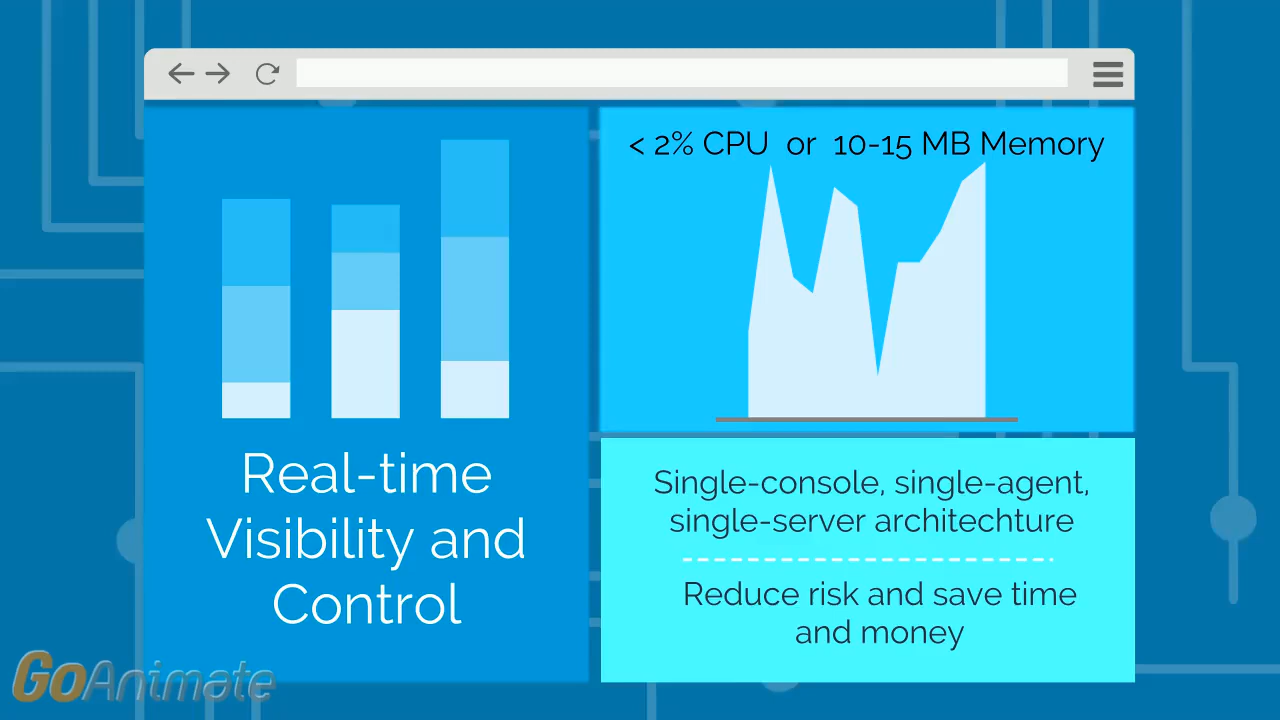 Real-time
Visibility and
Control
< 2% CPU or 10-15 MB Memory
Single-console, single-agent,
single-server architechture
Reduce risk and save time
and money
GoAnimate